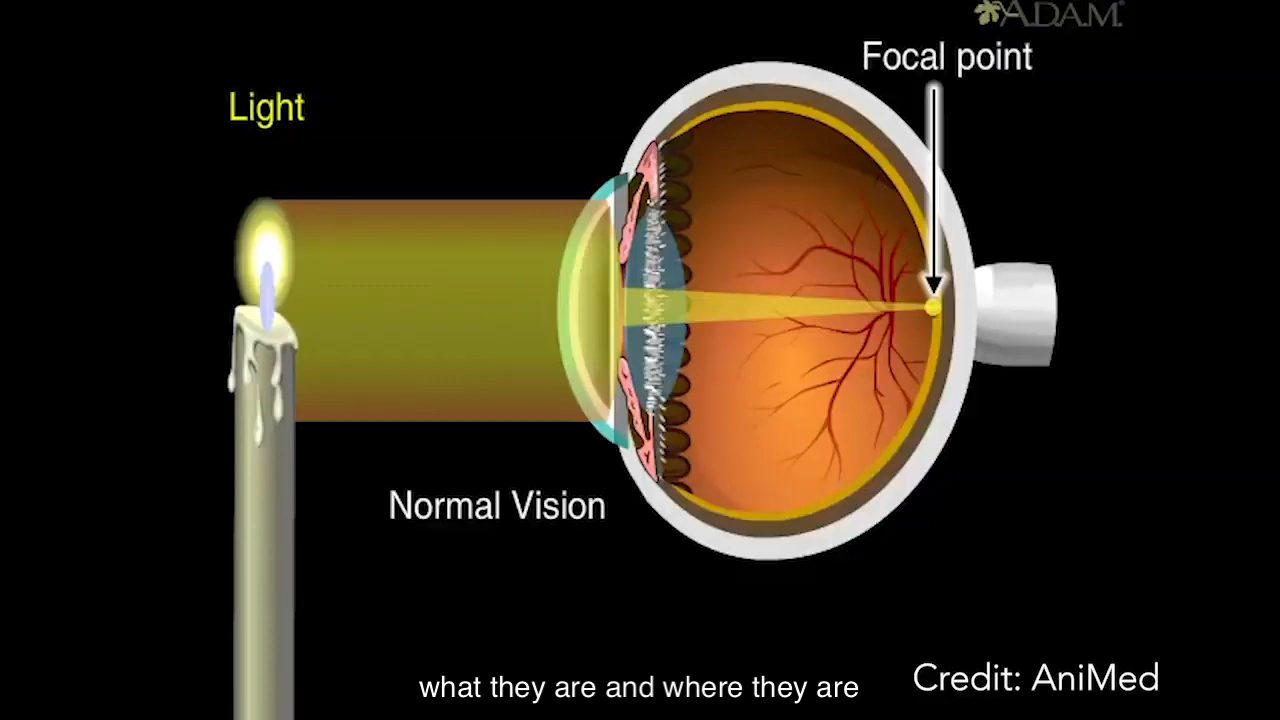 A.D.A.M.
Focal point
Light
Normal Vision
what they are and where they are
Credit: AniMed